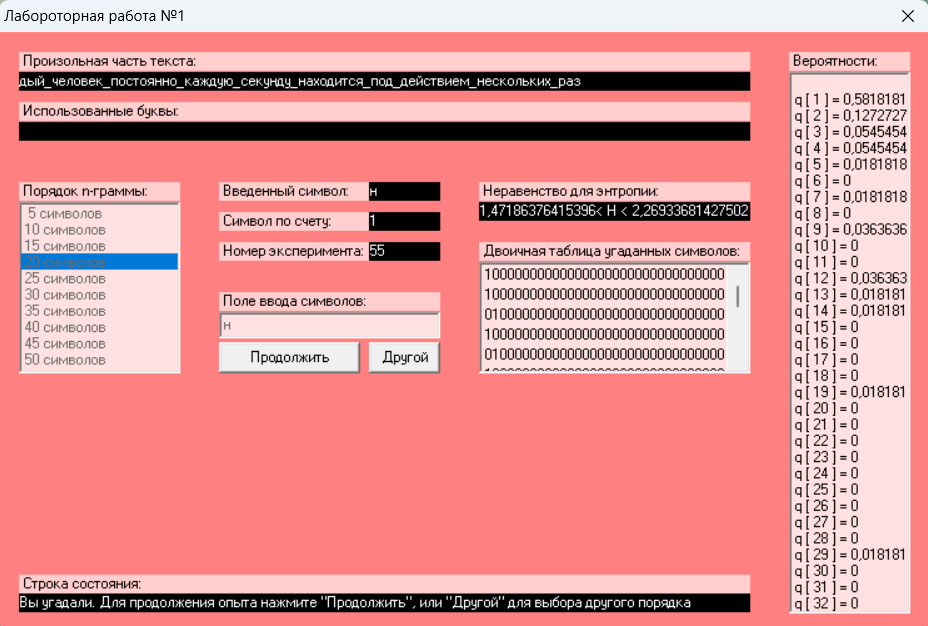 Лабороторная работа №1
Произольная часть текста:
дый_человек_постоянно_каждую_секунду_находится_под_действием_нескольких_раз
Использованные буквы:
Порядок n-граммы:
5 символов
10 символов
15 символов
20 символов
25 символов
30 символов
35 символов
40 символов
45 символов
50 символов
Введенный символ: н
Символ по счету: 1
Номер эксперимента: 55
Поле ввода символов:
н
Продолжить
Другой
Неравенство для энтропии:
1,47186376415396< H < 2,26933681427502
Двоичная таблица угаданных символов:
10000000000000000000000000000000
10000000000000000000000000000000
01000000000000000000000000000000
10000000000000000000000000000000
01000000000000000000000000000000
Вероятности:
q [ 1 ] = 0,5818181
q [ 2 ] = 0,1272727
q [ 3 ] = 0,0545454
q [ 4 ] = 0,0545454
q [ 5 ] = 0,0181818
q [ 6 ] = 0
q [ 7 ] = 0,0181818
q [ 8 ] = 0
q [ 9 ] = 0,0363636
q [ 10 ] = 0
q [ 11 ] = 0
q [ 12 ] = 0,036363
q [ 13 ] = 0,018181
q [ 14 ] = 0,018181
q [ 15 ] = 0
q [ 16 ] = 0
q [ 17 ] = 0
q [ 18 ] = 0
q [ 19 ] = 0,018181
q [ 20 ] = 0
q [ 21 ] = 0
q [ 22 ] = 0
q [ 23 ] = 0
q [ 24 ] = 0
q [ 25 ] = 0
q [ 26 ] = 0
q [ 27 ] = 0
q [ 28 ] = 0
q [ 29 ] = 0,018181
q [ 30 ] = 0
q [ 31 ] = 0
q [ 32 ] = 0
Строка состояния:
Вы угадали. Для продолжения опыта нажмите "Продолжить", или "Другой" для выбора другого порядка